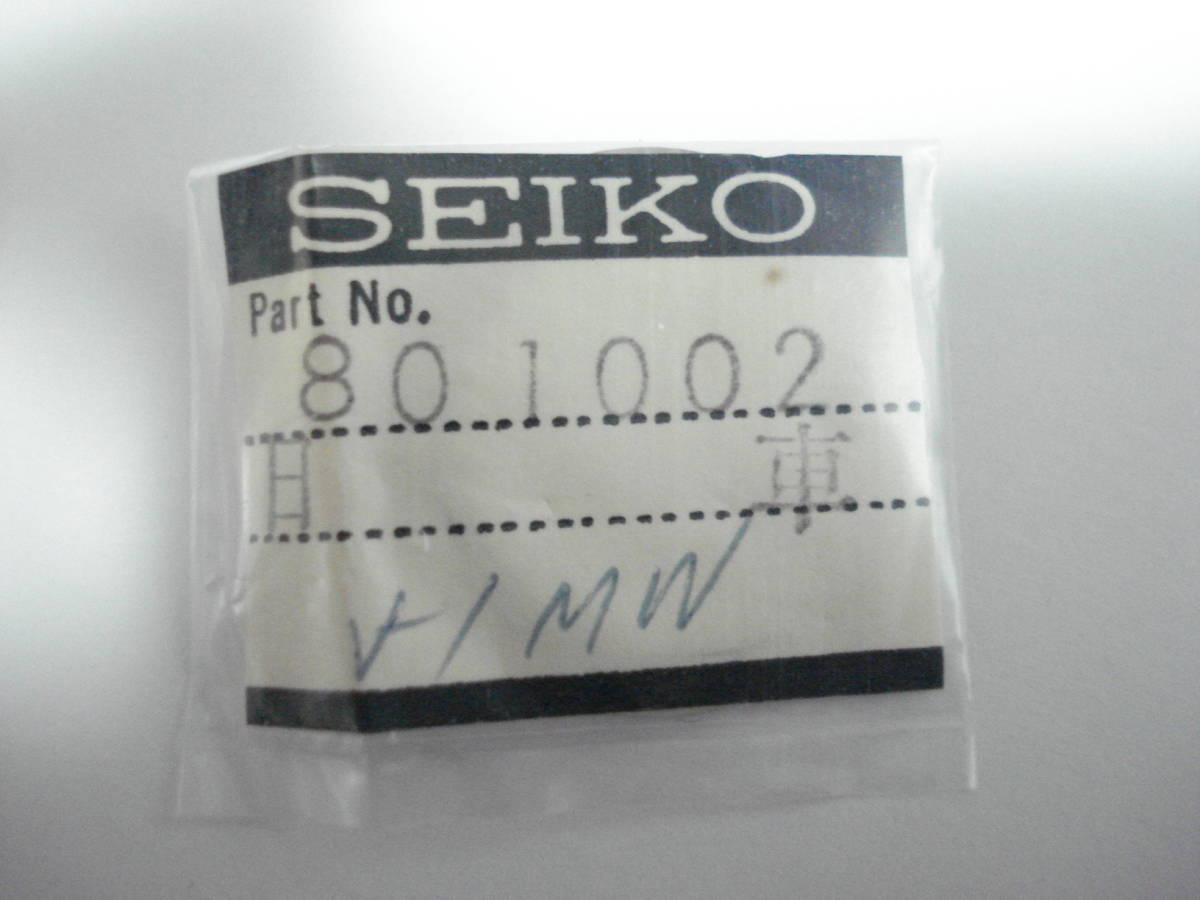 SEIKO
Part No.
801002
日 車